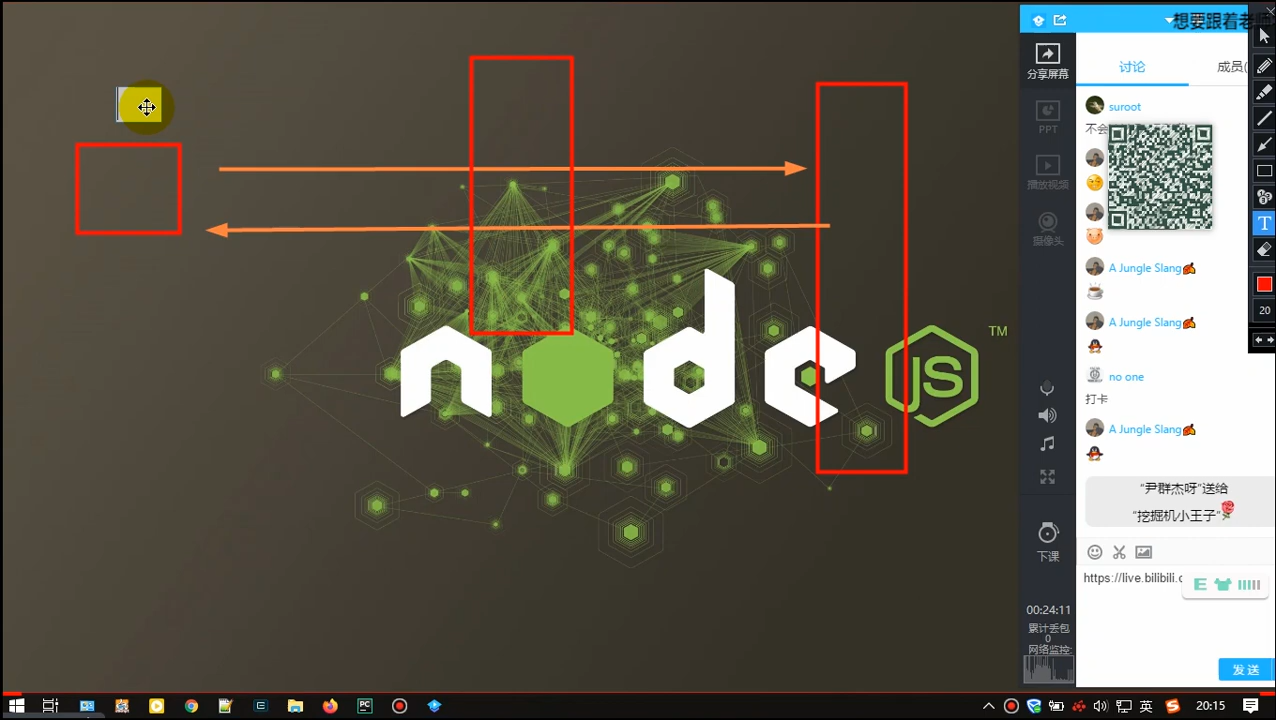 想要跟着老师
分享屏幕
讨论
成员(
PPT
播放视频
摄像头
suroot
不会
A Jungle Slang
A Jungle Slang
no one
打卡
A Jungle Slang
“尹群杰呀”送给
“挖掘机小王子”
下课
https://live.bilibili.c
E
00:24:11
累计丢包
0
网络监控:
发送
T
20
node
JS
TM
PC
英
20:15